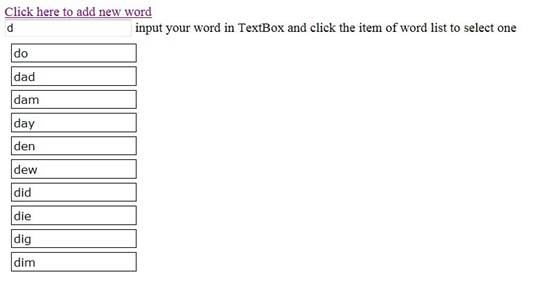 Click here to add new word
d input your word in TextBox and click the item of word list to select one
do
dad
dam
day
den
dew
did
die
dig
dim